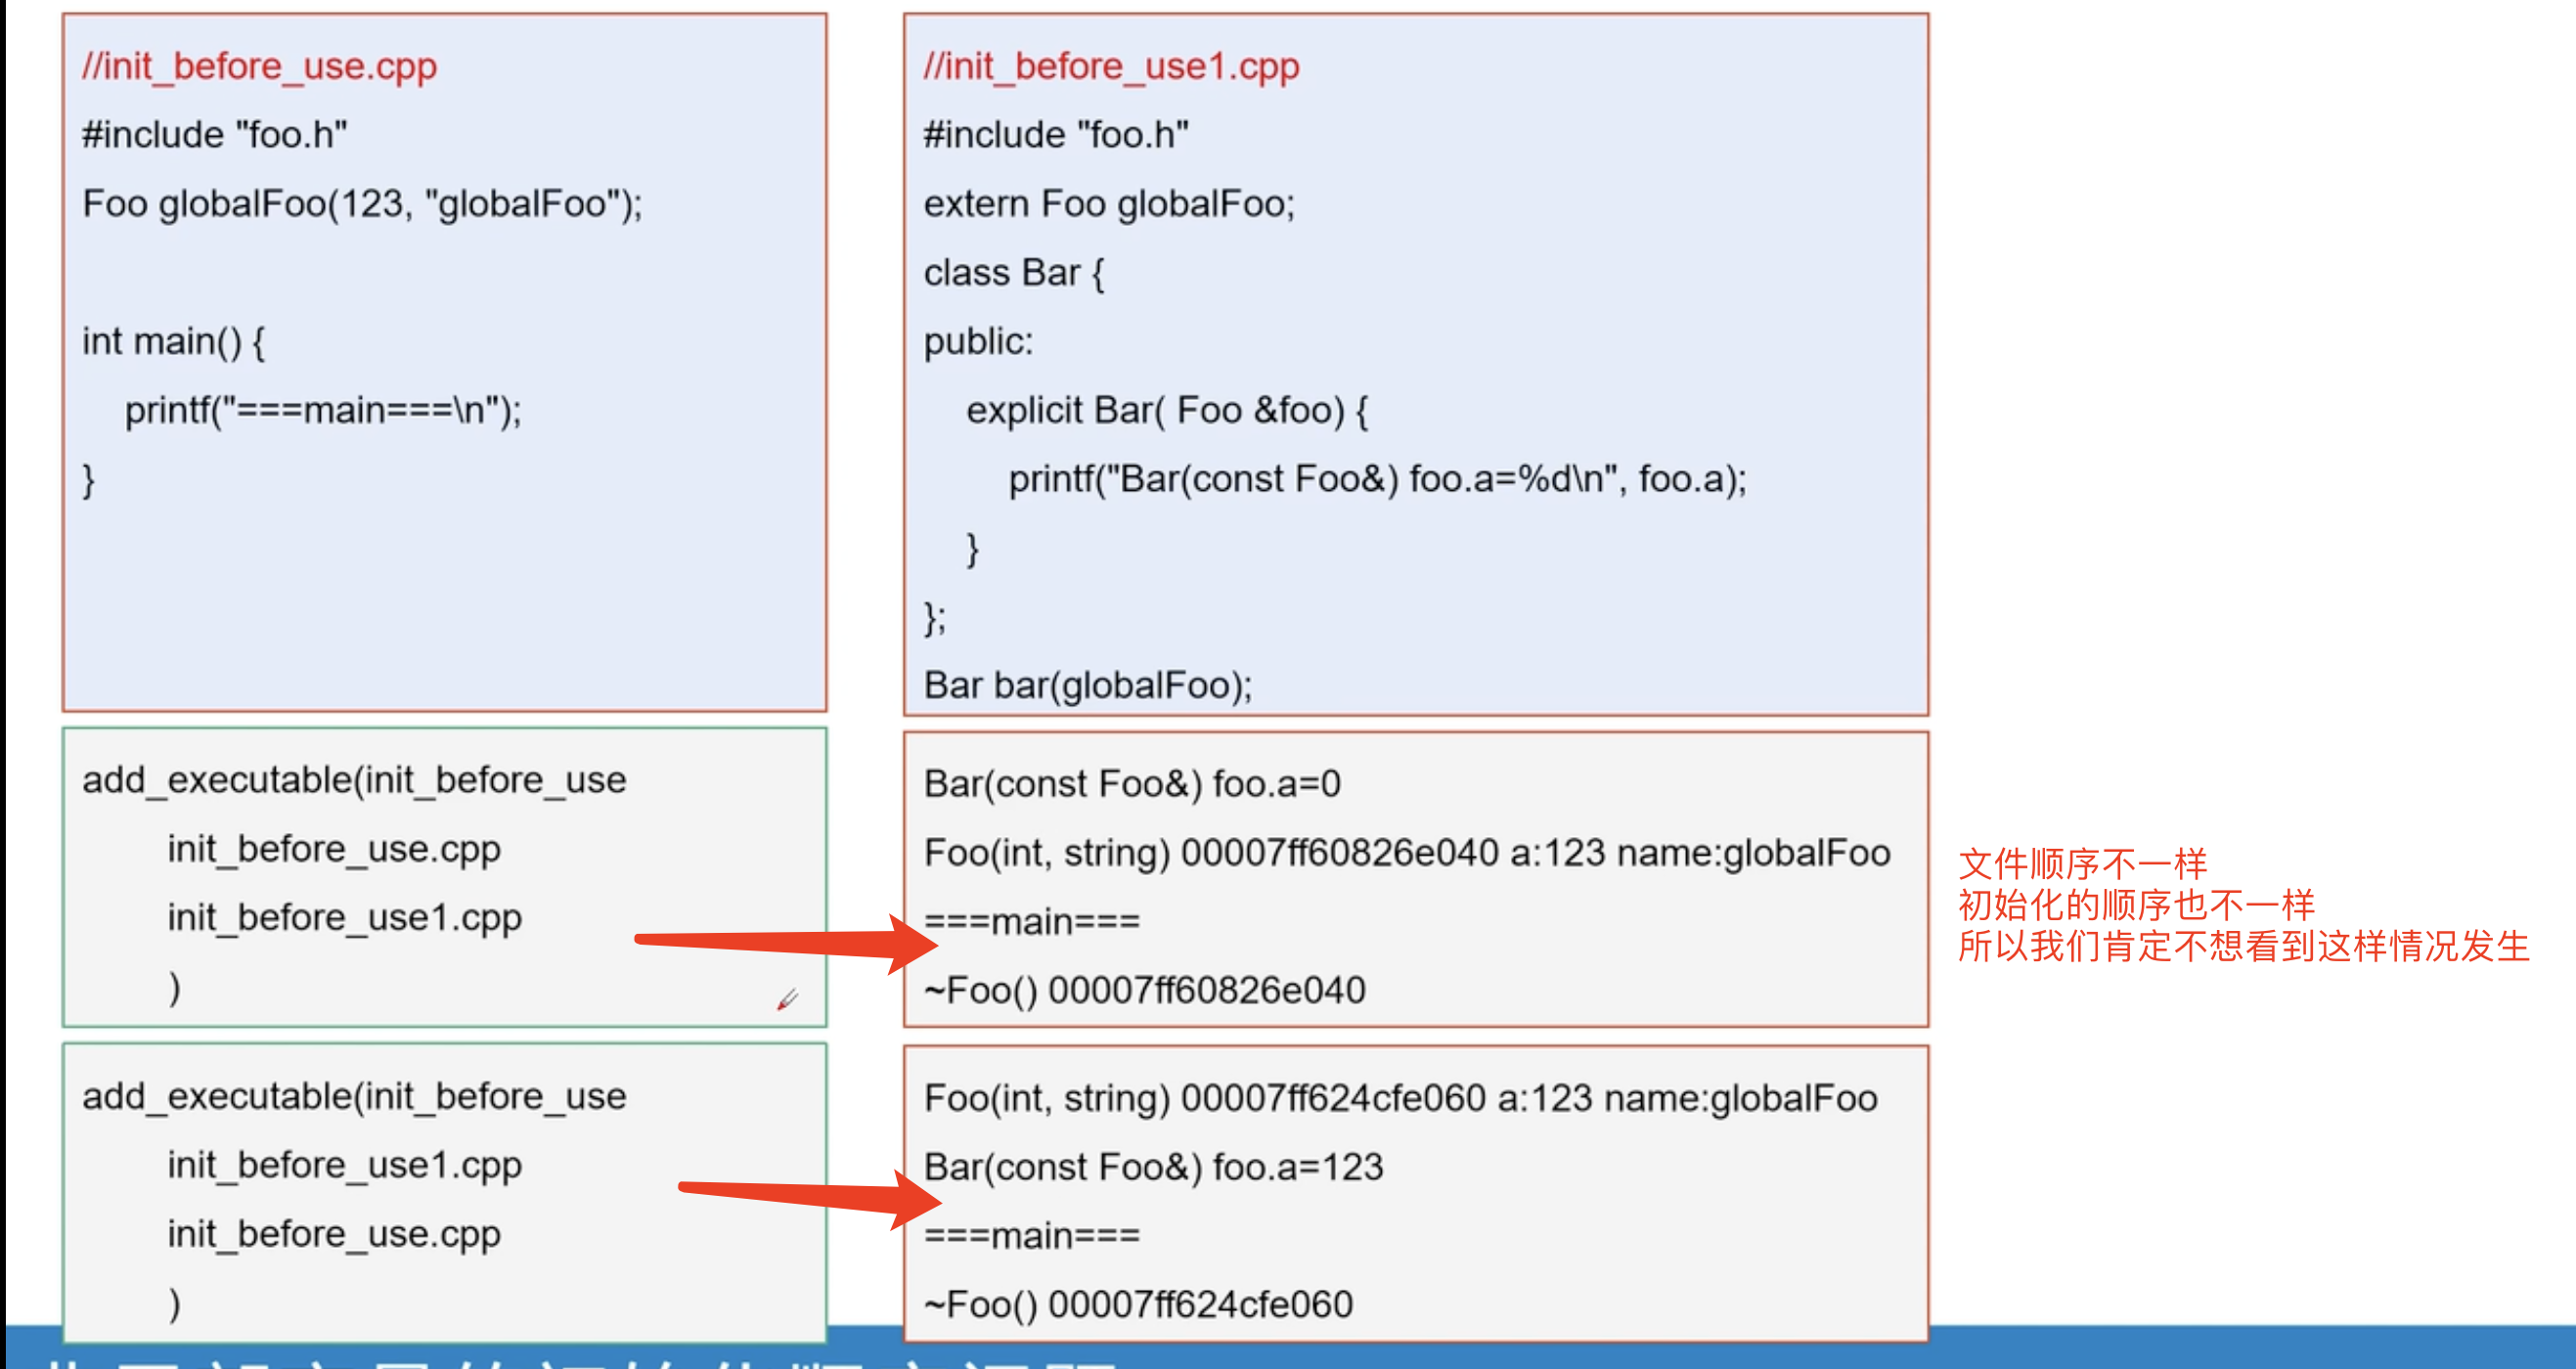 //init_before_use.cpp
#include "foo.h"
Foo globalFoo(123, "globalFoo");
int main() {
printf("===main===\n");
}
//init_before_use1.cpp
#include "foo.h"
extern Foo globalFoo;
class Bar {
public:
explicit Bar( Foo &foo) {
printf("Bar(const Foo&) foo.a=%d\n", foo.a);
}
};
Bar bar(globalFoo);
add_executable(init_before_use
init_before_use.cpp
init_before_use1.cpp
)
Bar(const Foo&) foo.a=0
Foo(int, string) 00007ff60826e040 a:123 name:globalFoo
===main===
~Foo() 00007ff60826e040
文件顺序不一样
初始化的顺序也不一样
所以我们肯定不想看到这样情况发生
add_executable(init_before_use
init_before_use1.cpp
init_before_use.cpp
)
Foo(int, string) 00007ff624cfe060 a:123 name:globalFoo
Bar(const Foo&) foo.a=123
===main===
~Foo() 00007ff624cfe060